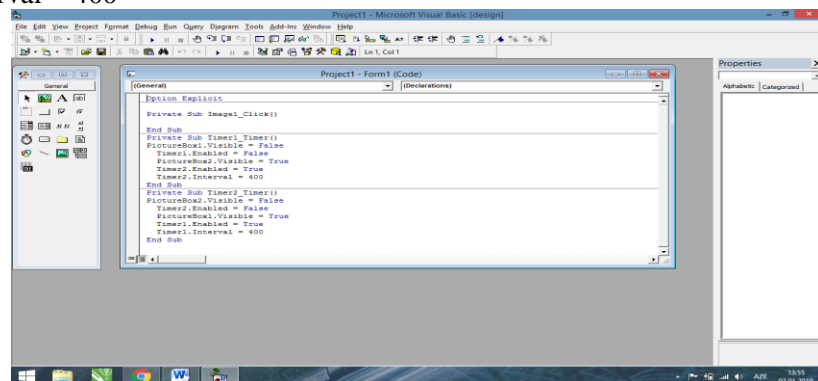 Project1 - Microsoft Visual Basic [design]
File Edit View Project Format Debug Run Query Diagram Tools Add-Ins Window Help
Ln 1, Col 1
General
Project1 - Form1 (Code)
(General) (Declarations)
Option Explicit
Private Sub Image1_Click()
End Sub
Private Sub Timer1_Timer()
PictureBox1.Visible = False
Timer1.Enabled = False
PictureBox2.Visible = True
Timer2.Enabled = True
Timer2.Interval = 400
End Sub
Private Sub Timer2_Timer()
PictureBox2.Visible = False
Timer2.Enabled = False
PictureBox1.Visible = True
Timer1.Enabled = True
Timer1.Interval = 400
End Sub
Properties
Alphabetic Categorized
AZE
13:55